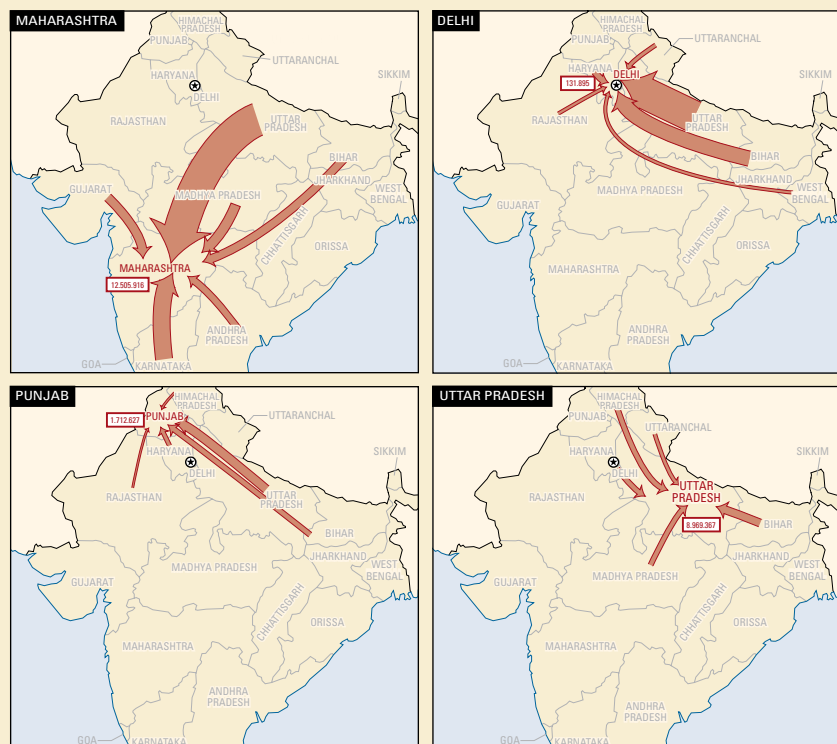 MAHARASHTRA
HIMACHAL
PRADESH
PUNJAB
UTTARANCHAL
HARYANA
SIKKIM
DELHI
RAJASTHAN
UTTAR
PRADESH
BIHAR
JHARKHAND
GUJARAT
MADHYA PRADESH
WEST
BENGAL
CHHATTISGARH
ORISSA
MAHARASHTRA
12.505.916
ANDHRA
PRADESH
GOA
KARNATAKA
DELHI
HIMACHAL
PRADESH
PUNJAB
UTTARANCHAL
HARYANA
DELHI
SIKKIM
131.895
RAJASTHAN
UTTAR
PRADESH
BIHAR
JHARKHAND
MADHYA PRADESH
WEST
BENGAL
GUJARAT
CHHATTISGARH
ORISSA
MAHARASHTRA
ANDHRA
PRADESH
GOA
KARNATAKA
PUNJAB
HIMACHAL
PRADESH
PUNJAB
1.712.627
UTTARANCHAL
HARYANA
SIKKIM
DELHI
RAJASTHAN
UTTAR
PRADESH
BIHAR
JHARKHAND
MADHYA PRADESH
WEST
BENGAL
GUJARAT
CHHATTISGARH
ORISSA
MAHARASHTRA
ANDHRA
PRADESH
GOA
KARNATAKA
UTTAR PRADESH
HIMACHAL
PRADESH
PUNJAB
UTTARANCHAL
HARYANA
SIKKIM
DELHI
UTTAR
PRADESH
RAJASTHAN
8.969.367
BIHAR
JHARKHAND
MADHYA PRADESH
WEST
BENGAL
GUJARAT
CHHATTISGARH
ORISSA
MAHARASHTRA
ANDHRA
PRADESH
GOA
KARNATAKA